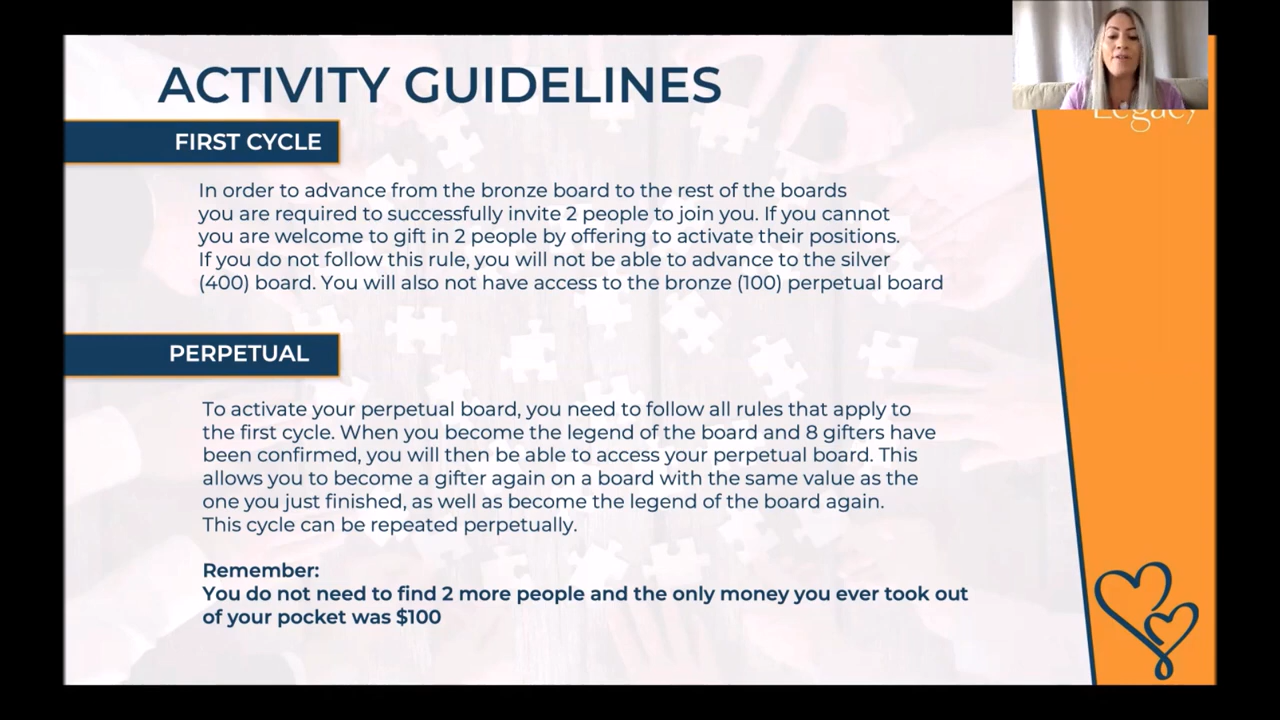 ACTIVITY GUIDELINES
Legacy
FIRST CYCLE
In order to advance from the bronze board to the rest of the boards
you are required to successfully invite 2 people to join you. If you cannot
you are welcome to gift in 2 people by offering to activate their positions.
If you do not follow this rule, you will not be able to advance to the silver
(400) board. You will also not have access to the bronze (100) perpetual board
PERPETUAL
To activate your perpetual board, you need to follow all rules that apply to
the first cycle. When you become the legend of the board and 8 gifters have
been confirmed, you will then be able to access your perpetual board. This
allows you to become a gifter again on a board with the same value as the
one you just finished, as well as become the legend of the board again.
This cycle can be repeated perpetually.
Remember:
You do not need to find 2 more people and the only money you ever took out
of your pocket was $100